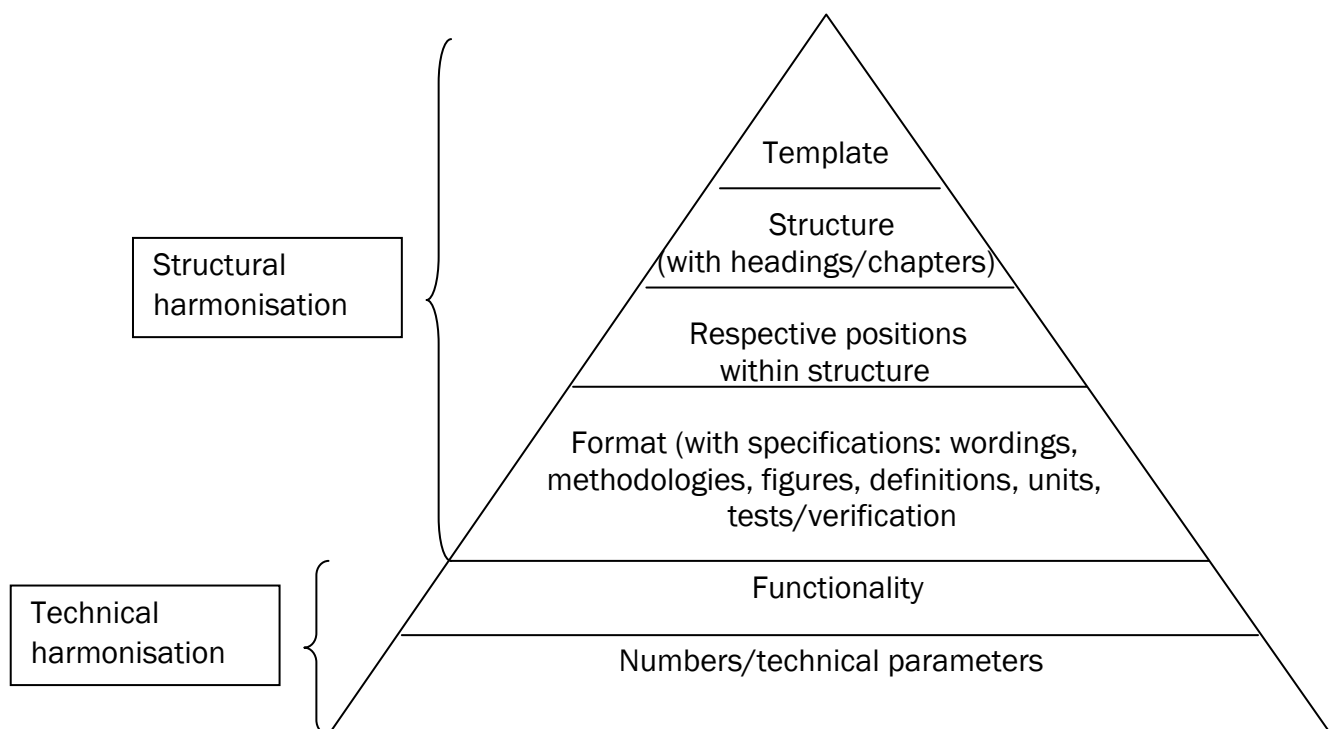 Template
Structure
(with headings/chapters)
Structural
harmonisation
Respective positions
within structure
Format (with specifications: wordings,
methodologies, figures, definitions, units,
tests/verification
Functionality
Technical
harmonisation
Numbers/technical parameters